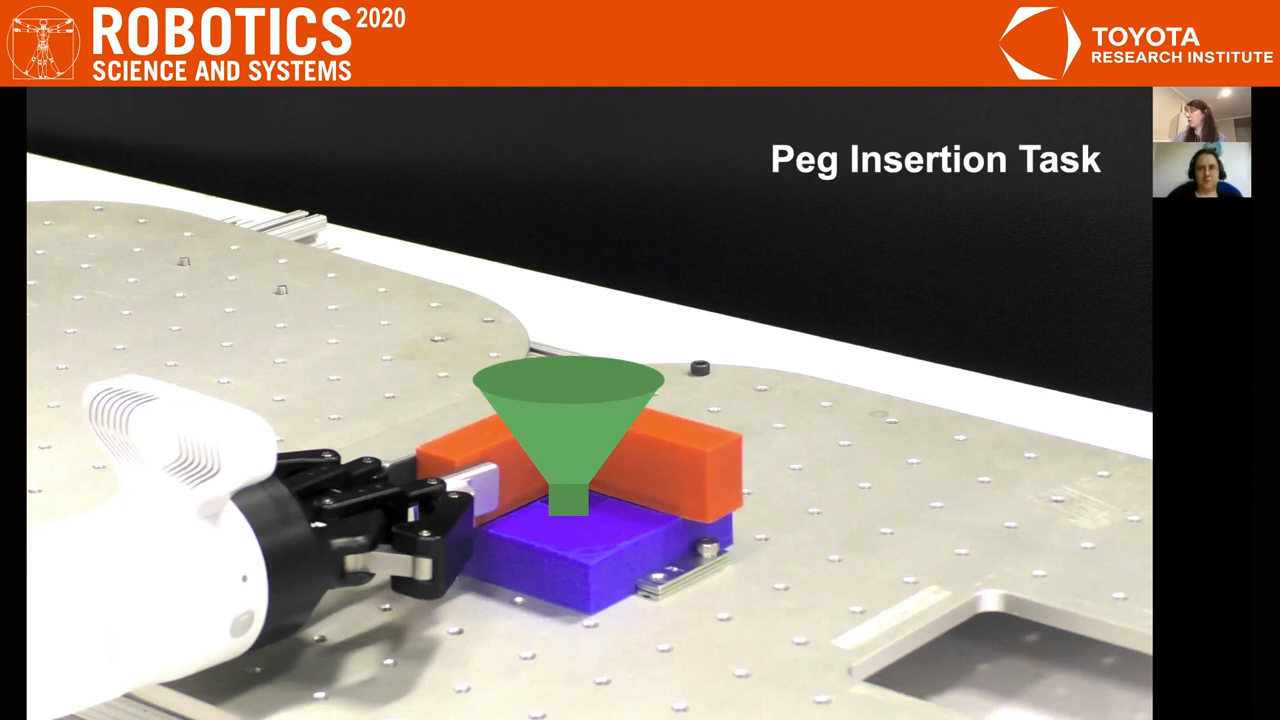 ROBOTICS 2020
SCIENCE AND SYSTEMS
TOYOTA
RESEARCH INSTITUTE
Peg Insertion Task